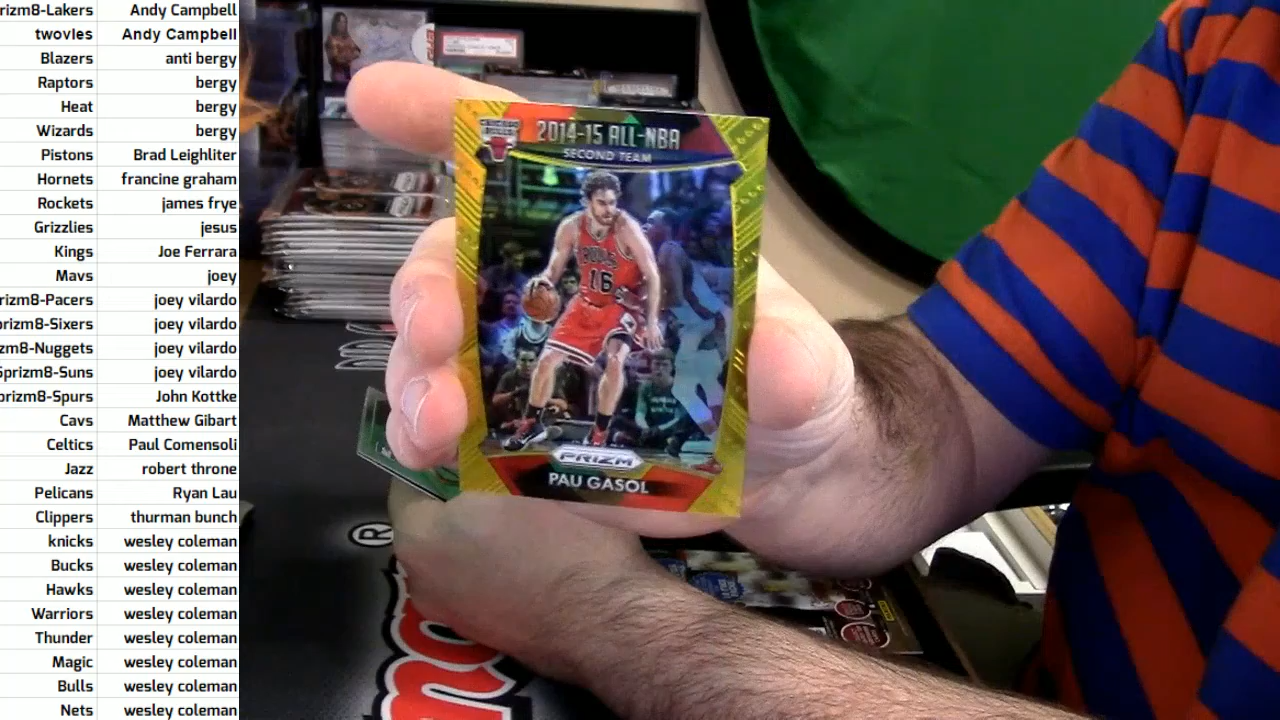 rizm8-Lakers Andy Campbell
twovies Andy Campbell
Blazers anti bergy
Raptors bergy
Heat bergy
Wizards bergy
Pistons Brad Leighliter
Hornets francine graham
Rockets james frye
Grizzlies jesus
Kings Joe Ferrara
Mavs joey
rizm8-Pacers joey vilardo
prizm8-Sixers joey vilardo
zm8-Nuggets joey vilardo
Sprizm8-Suns joey vilardo
prizm8-Spurs John Kottke
Cavs Matthew Gibart
Celtics Paul Comensoli
Jazz robert throne
Pelicans Ryan Lau
Clippers thurman bunch
knicks wesley coleman
Bucks wesley coleman
Hawks wesley coleman
Warriors wesley coleman
Thunder wesley coleman
Magic wesley coleman
Bulls wesley coleman
Nets wesley coleman
2014-15 ALL-NBA
SECOND TEAM
BULLS
16
PRIZM
PAU GASOL
®